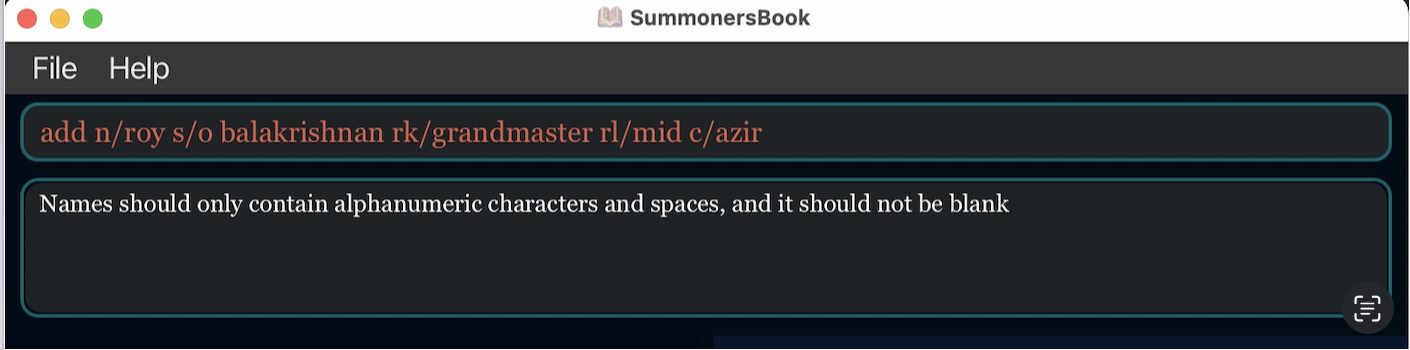 SummonersBook
File Help
add n/roy s/o balakrishnan rk/grandmaster rl/mid c/azir
Names should only contain alphanumeric characters and spaces, and it should not be blank